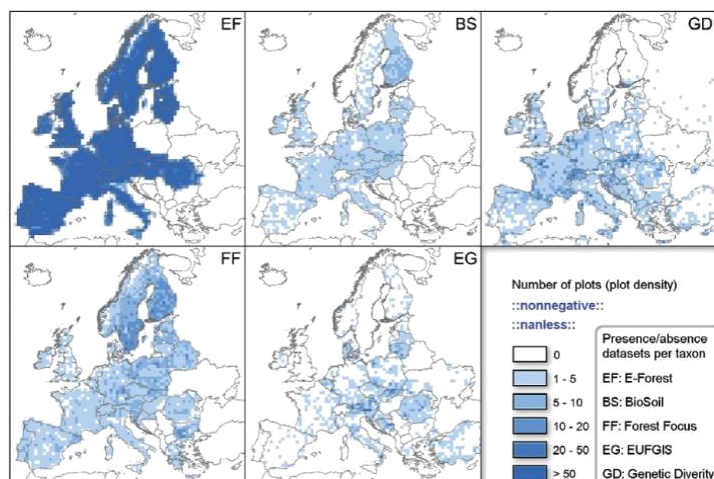 EF
BS
GD
FF
EG
Number of plots (plot density)
::nonnegative::
::nanless::
0
1 - 5
5 - 10
10 - 20
20 - 50
> 50
Presence/absence
datasets per taxon
EF: E-Forest
BS: BioSoil
FF: Forest Focus
EG: EUFGIS
GD: Genetic Diverity